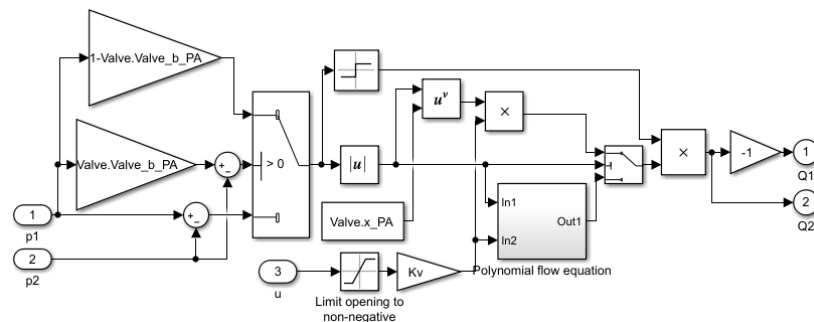 1-Valve.Valve_b_PA
Valve.Valve_b_PA
+
−
+
−
> 0
|u|
u^v
×
×
-1
1
Q1
2
Q2
Valve.x_PA
In1
In2
Out1
Polynomial flow equation
1
p1
2
p2
3
u
Limit opening to
non-negative
Kv